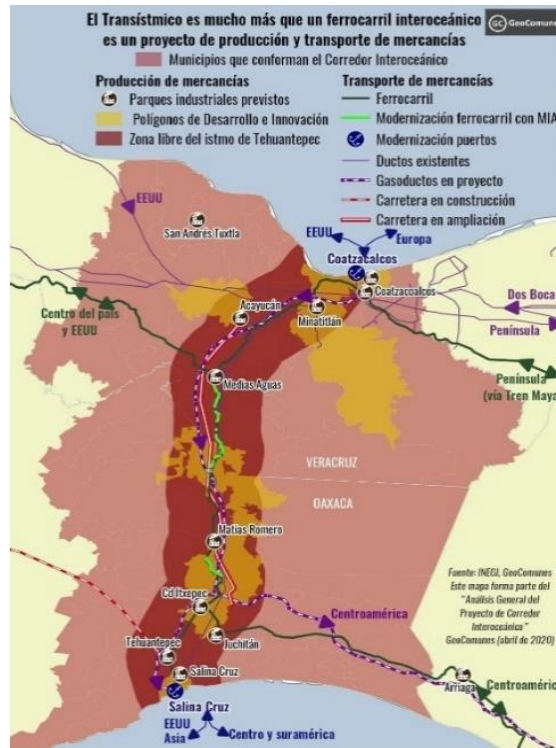 El Transístmico es mucho más que un ferrocarril interoceánico
es un proyecto de producción y transporte de mercancías
GC GeoComunes
Municipios que conforman el Corredor Interoceánico
Producción de mercancías
Parques industriales previstos
Polígonos de Desarrollo e Innovación
Zona libre del istmo de Tehuantepec
Transporte de mercancías
Ferrocarril
Modernización ferrocarril con MIA
Modernización puertos
Ductos existentes
Gasoductos en proyecto
Carretera en construcción
Carretera en ampliación
EEUU
San Andrés Tuxtla
EEUU
Europa
Coatzacalcos
Coatzacoalcos
Acayucán
Minatitlán
Dos Boca
Península
Centro del país
y EEUU
Península
(vía Tren Maya
Medias Aguas
VERACRUZ
OAXACA
Matías Romero
Fuente: INEGI, GeoComunes
Este mapa forma parte del
"Análisis General del
Proyecto de Corredor
Interoceánico"
GeoComunes (abril de 2020)
Cd Itxepec
Centroamérica
Tehuantepec
Juchitán
Salina Cruz
Salina Cruz
Arriaga
Centroaméric
EEUU
Asia
Centro y suramérica